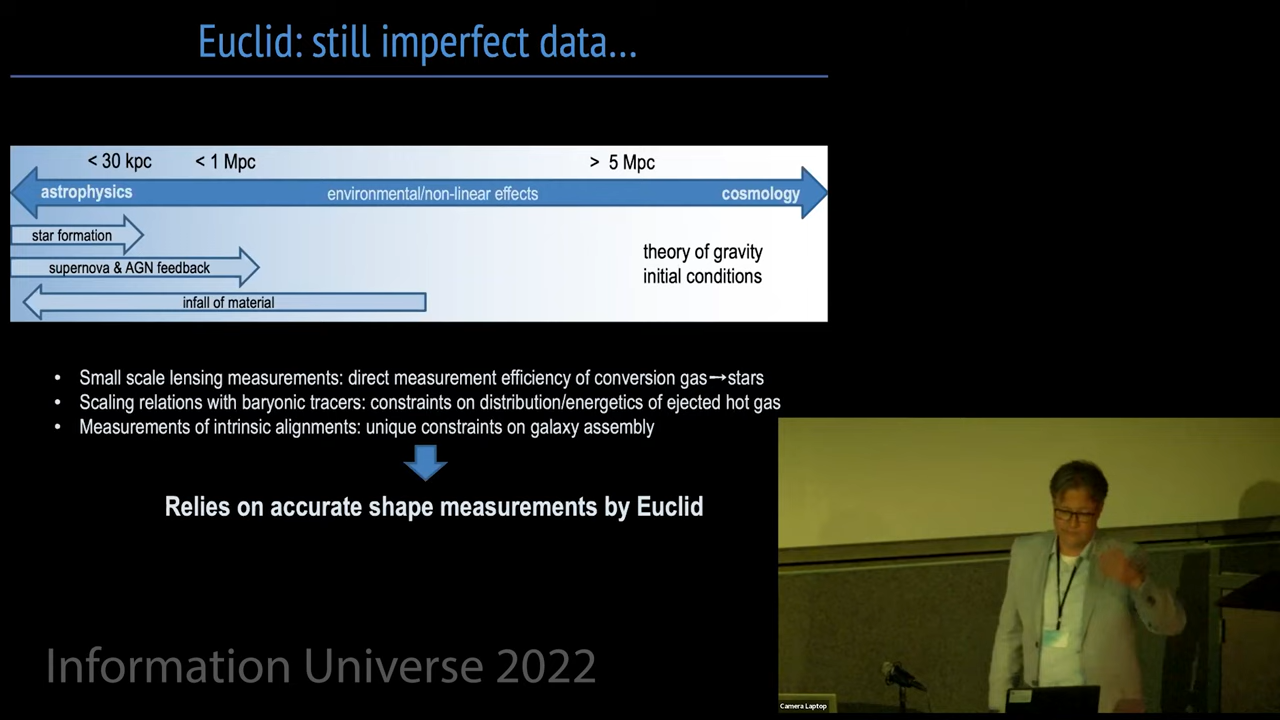 Euclid: still imperfect data...
< 30 kpc < 1 Mpc > 5 Mpc
astrophysics environmental/non-linear effects cosmology
star formation
supernova & AGN feedback
infall of material
theory of gravity
initial conditions
• Small scale lensing measurements: direct measurement efficiency of conversion gas→stars
• Scaling relations with baryonic tracers: constraints on distribution/energetics of ejected hot gas
• Measurements of intrinsic alignments: unique constraints on galaxy assembly
Relies on accurate shape measurements by Euclid
Information Universe 2022
Camera Laptop